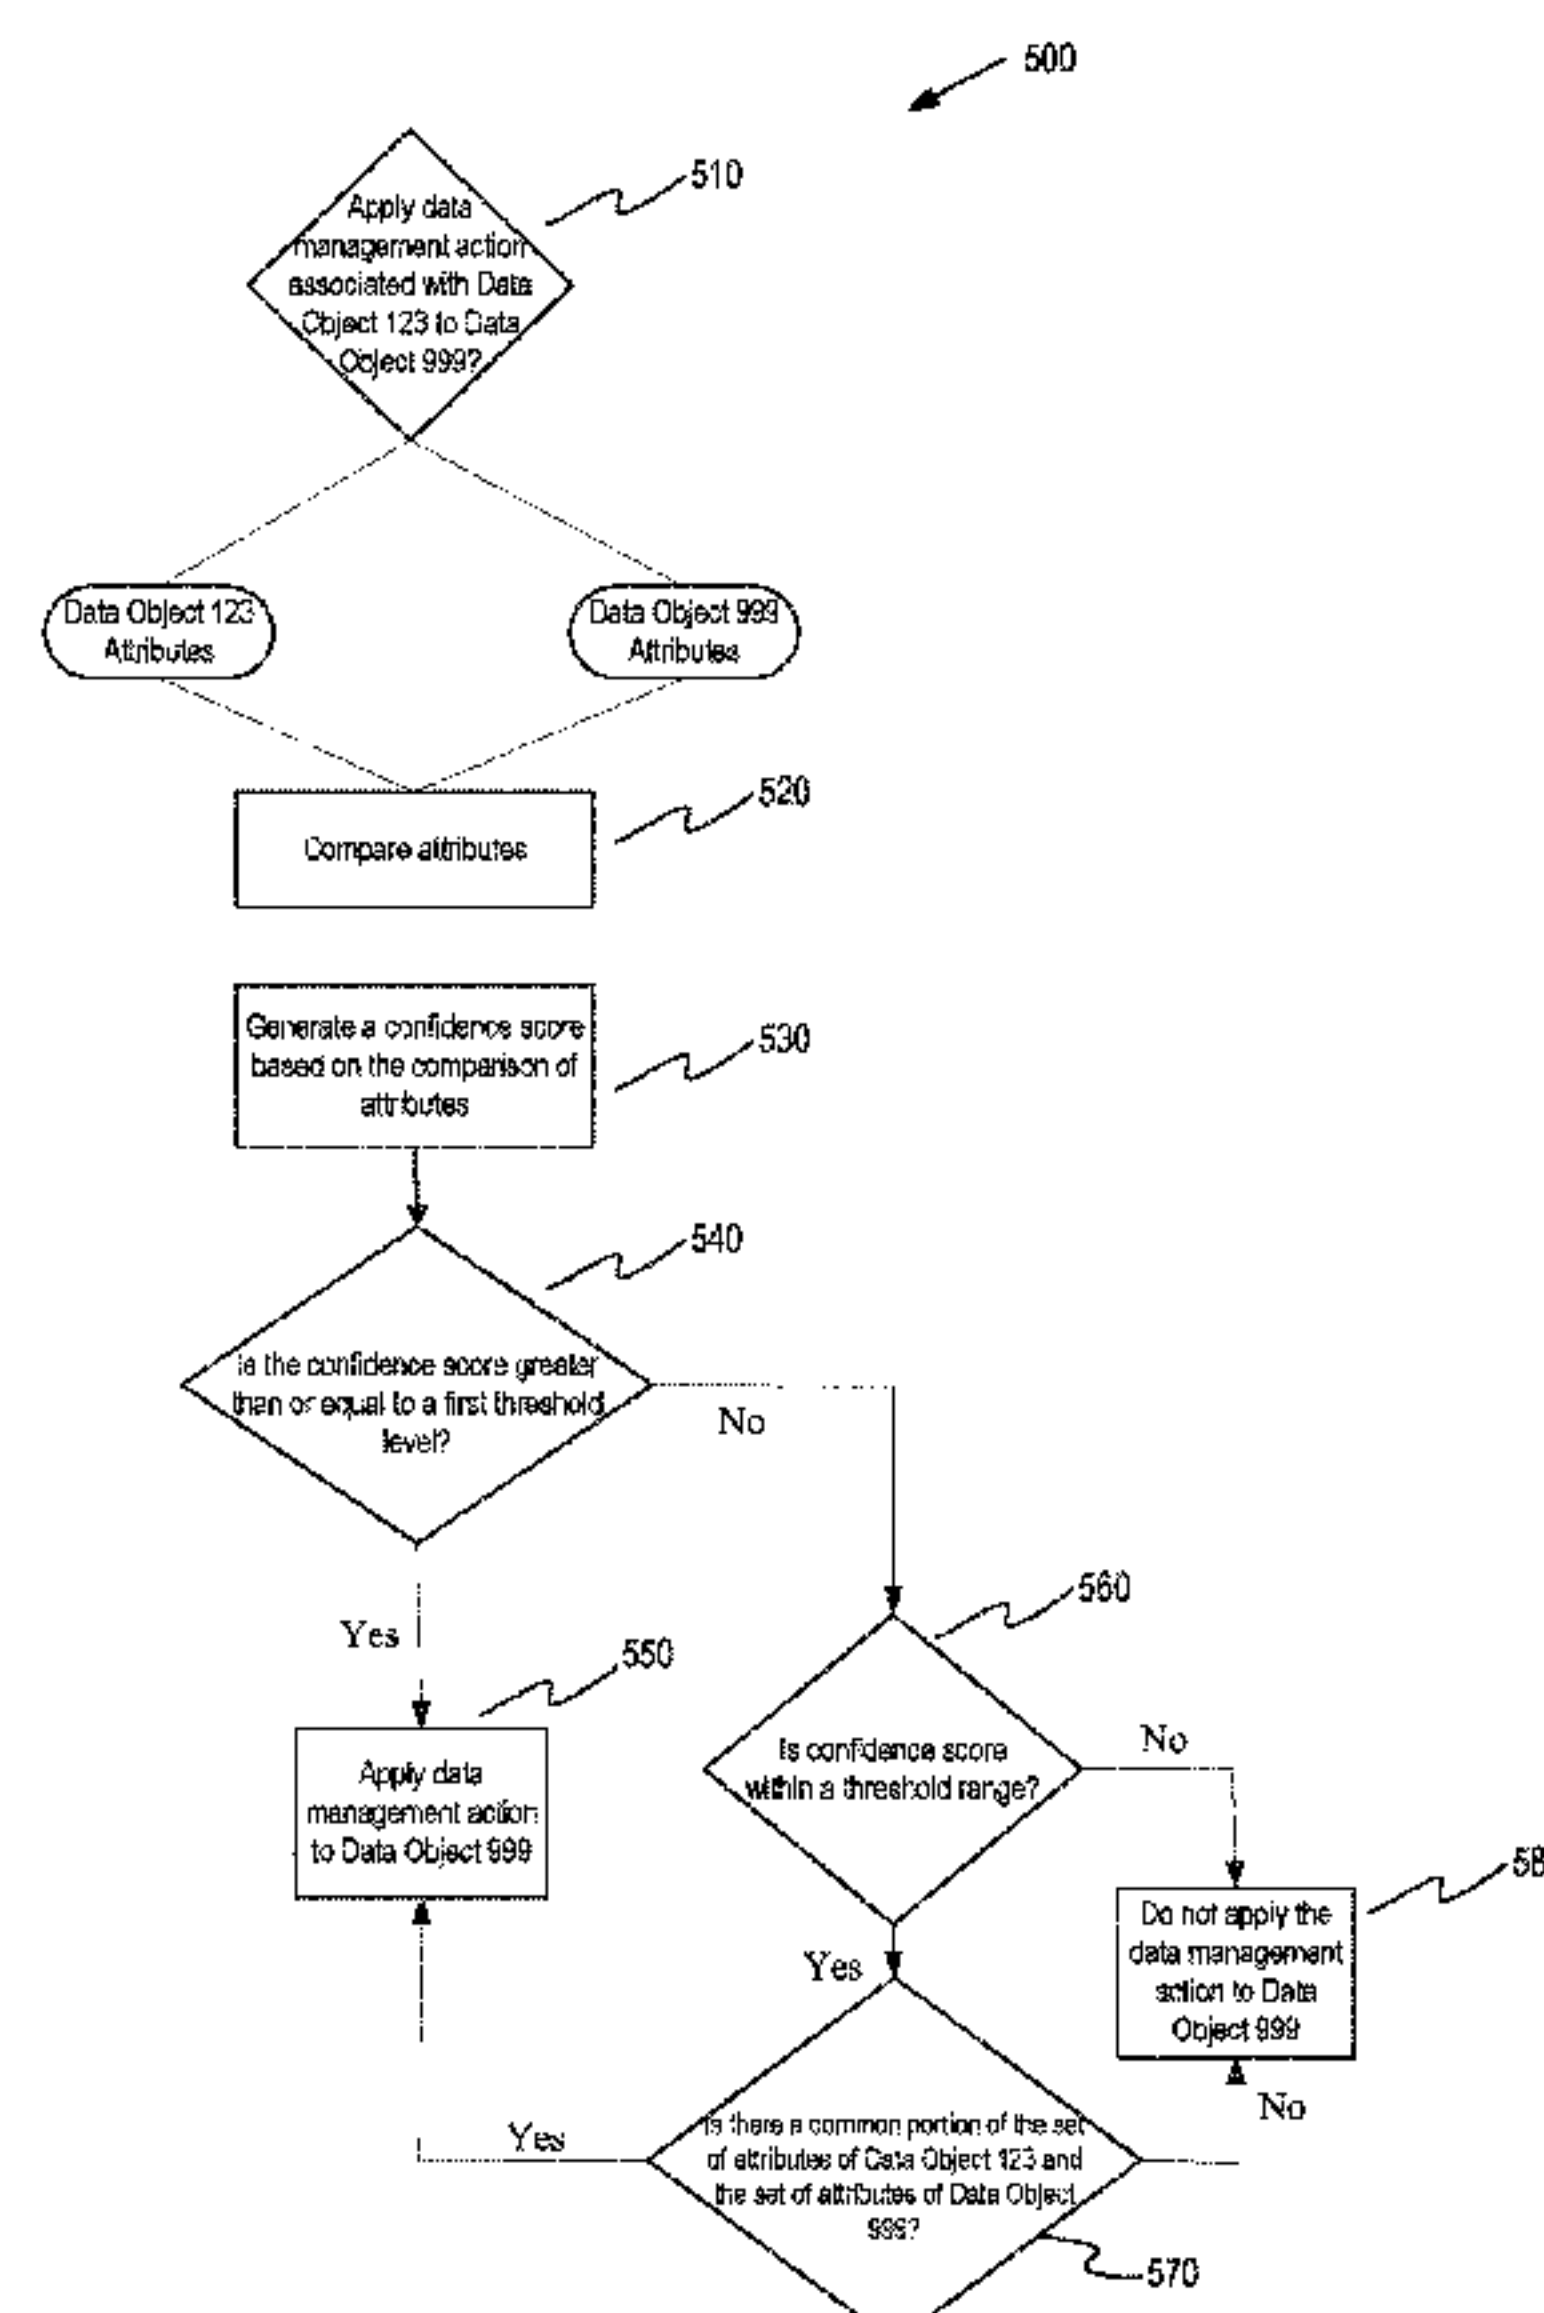 500
510
Apply data
management action
associated with Data
Object 123 to Data
Object 999?
Data Object 123
Attributes
Data Object 999
Attributes
520
Compare attributes
530
Generate a confidence score
based on the comparison of
attributes
540
Is the confidence score greater
than or equal to a first threshold
level?
No
Yes
550
Apply data
management action
to Data Object 999
560
Is confidence score
within a threshold range?
No
58
Do not apply the
data management
action to Data
Object 999
Yes
No
Yes
Is there a common portion of the set
of attributes of Data Object 123 and
the set of attributes of Data Object
999?
570